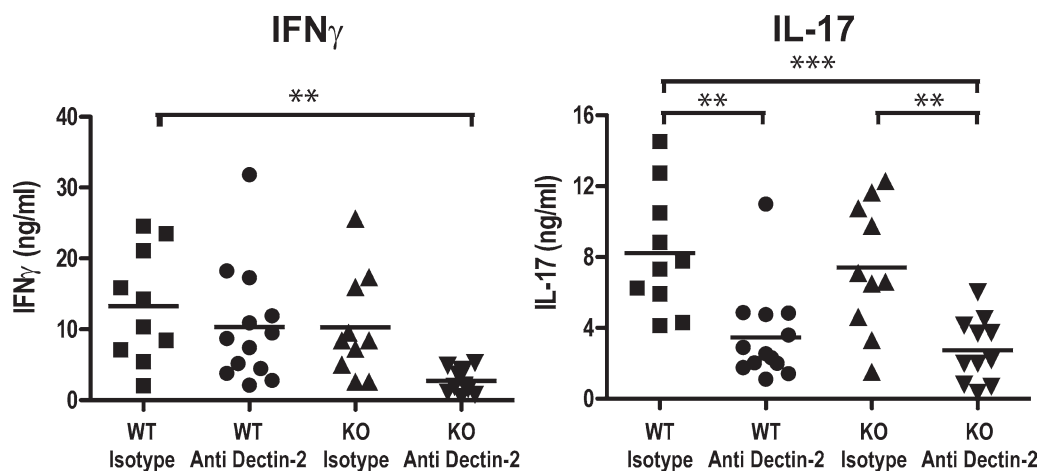 IFNγ
**
40
30
20
10
0
IFNγ (ng/ml)
WT WT KO KO
Isotype Anti Dectin-2 Isotype Anti Dectin-2
IL-17
***
** **
16
12
8
4
0
IL-17 (ng/ml)
WT WT KO KO
Isotype Anti Dectin-2 Isotype Anti Dectin-2